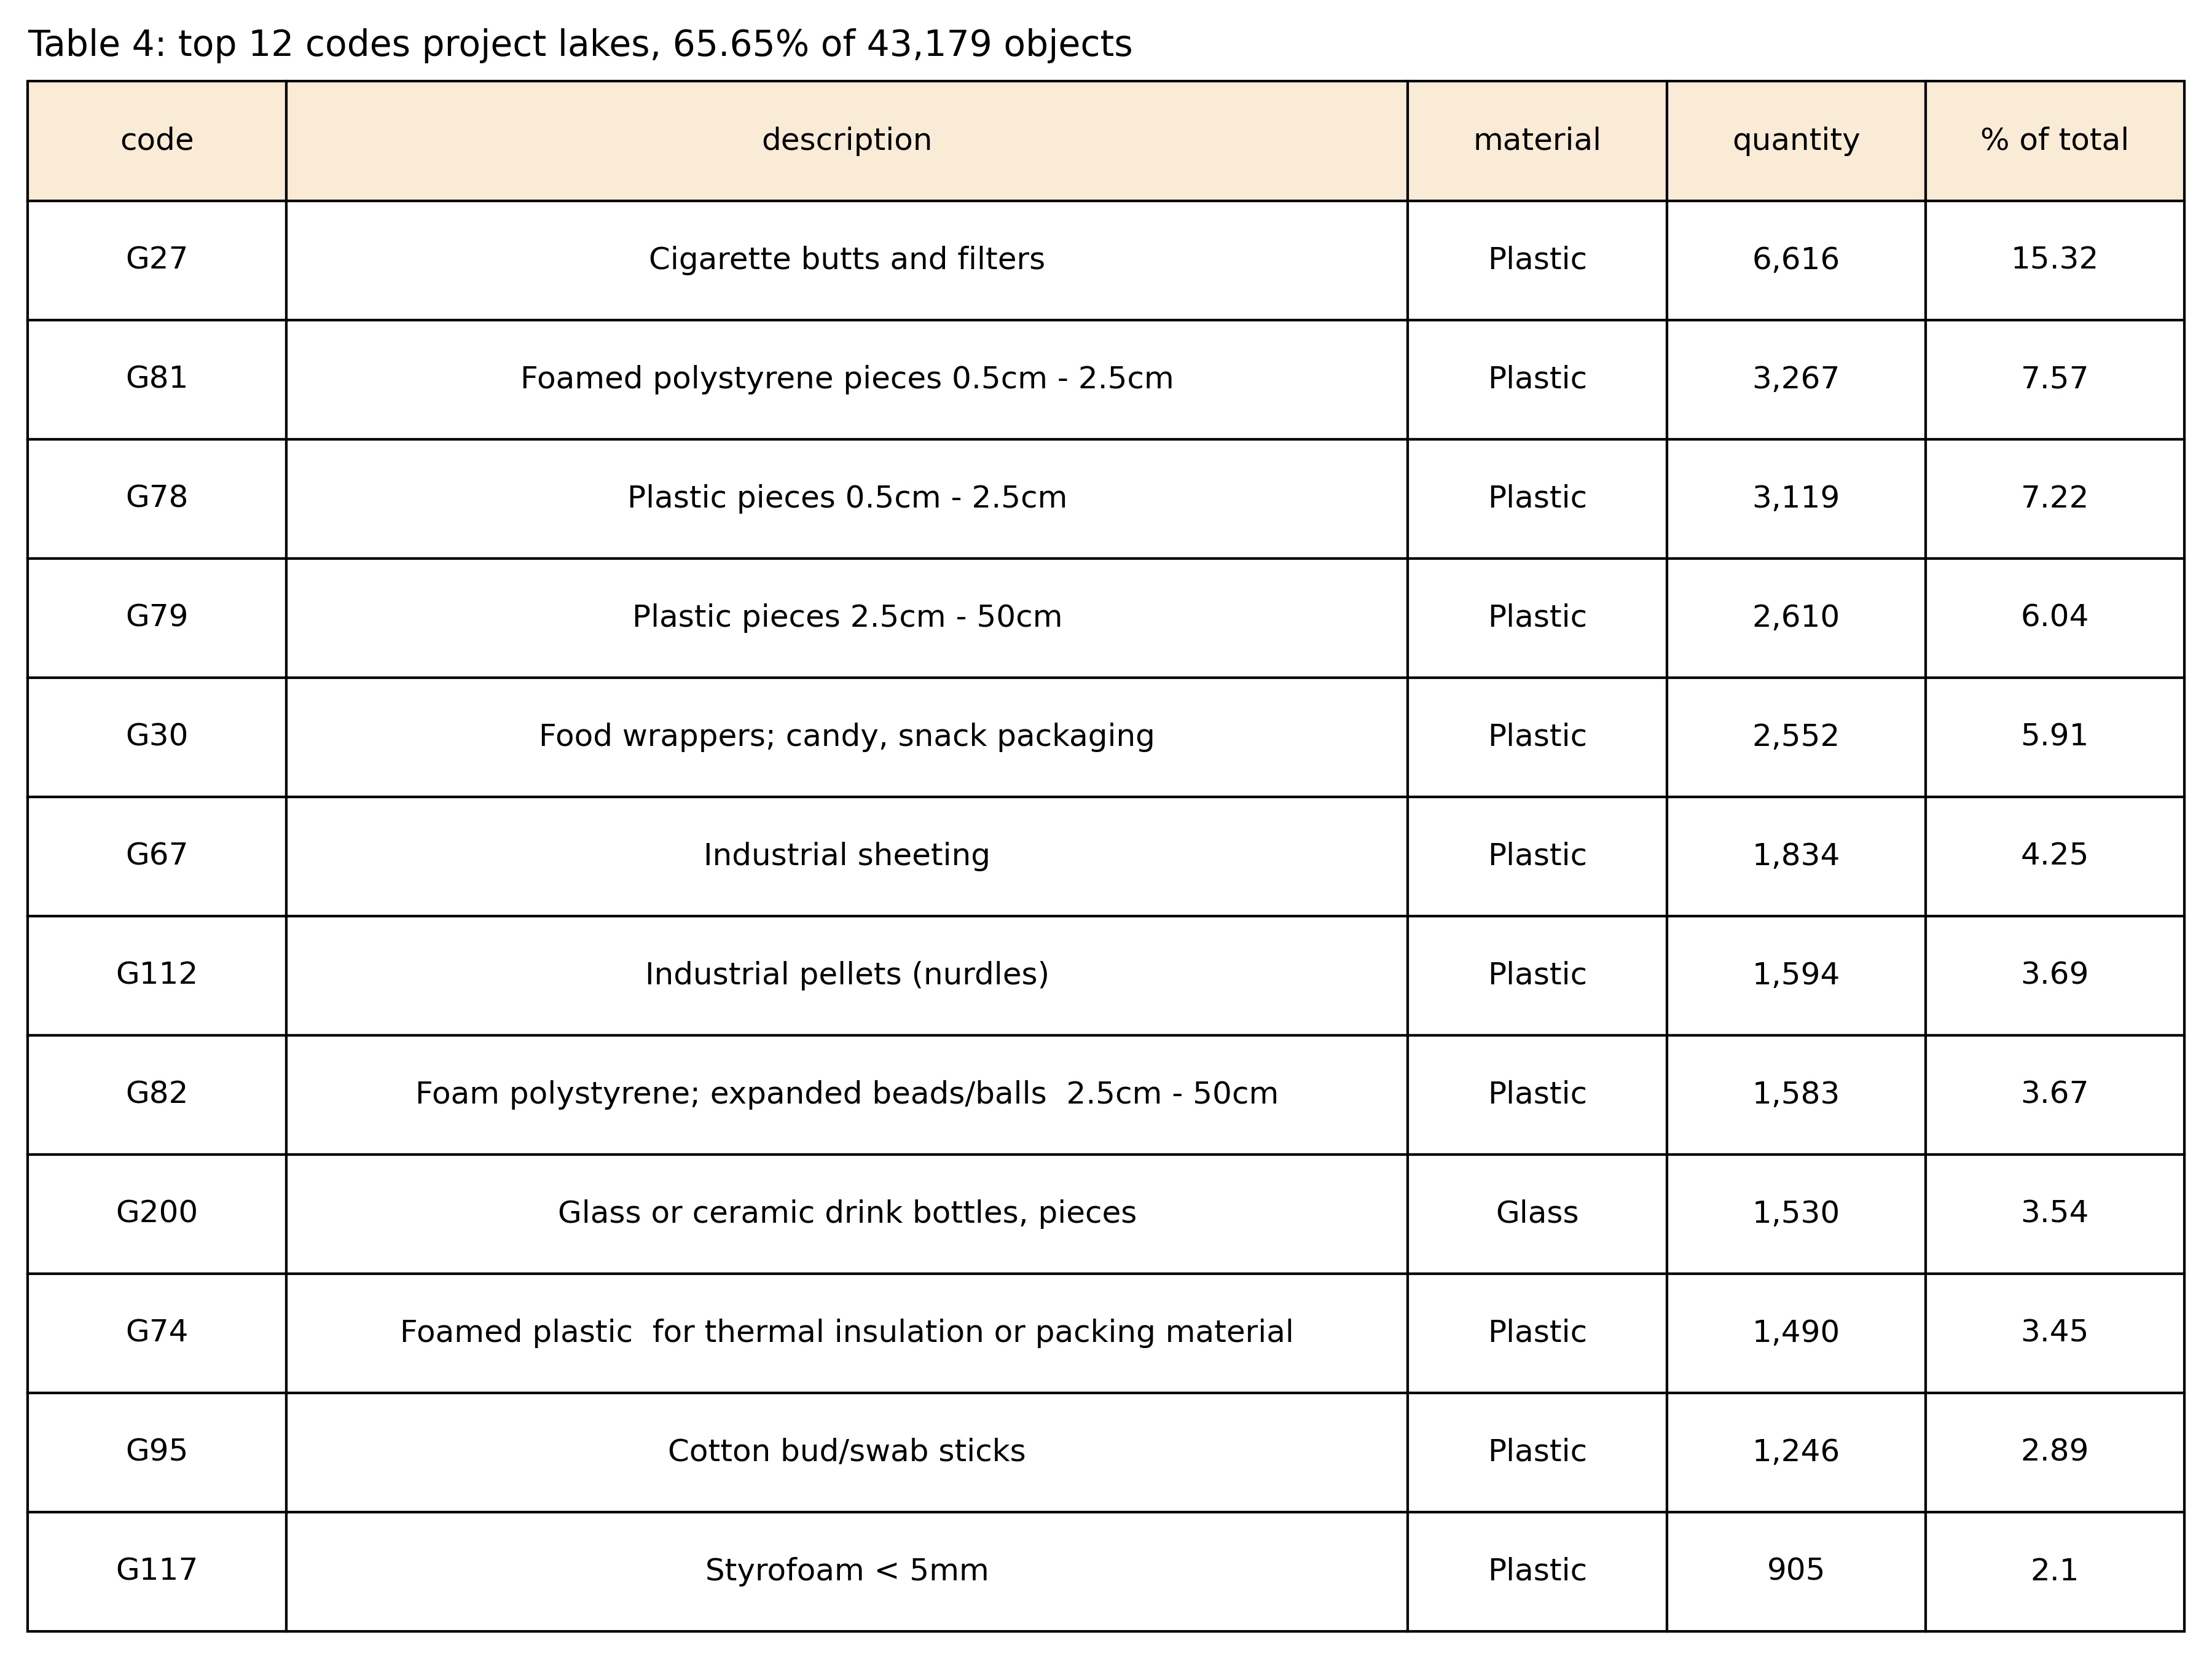 Table 4: top 12 codes project lakes, 65.65% of 43,179 objects
code description material quantity % of total
G27 Cigarette butts and filters Plastic 6,616 15.32
G81 Foamed polystyrene pieces 0.5cm - 2.5cm Plastic 3,267 7.57
G78 Plastic pieces 0.5cm - 2.5cm Plastic 3,119 7.22
G79 Plastic pieces 2.5cm - 50cm Plastic 2,610 6.04
G30 Food wrappers; candy, snack packaging Plastic 2,552 5.91
G67 Industrial sheeting Plastic 1,834 4.25
G112 Industrial pellets (nurdles) Plastic 1,594 3.69
G82 Foam polystyrene; expanded beads/balls  2.5cm - 50cm Plastic 1,583 3.67
G200 Glass or ceramic drink bottles, pieces Glass 1,530 3.54
G74 Foamed plastic  for thermal insulation or packing material Plastic 1,490 3.45
G95 Cotton bud/swab sticks Plastic 1,246 2.89
G117 Styrofoam < 5mm Plastic 905 2.1